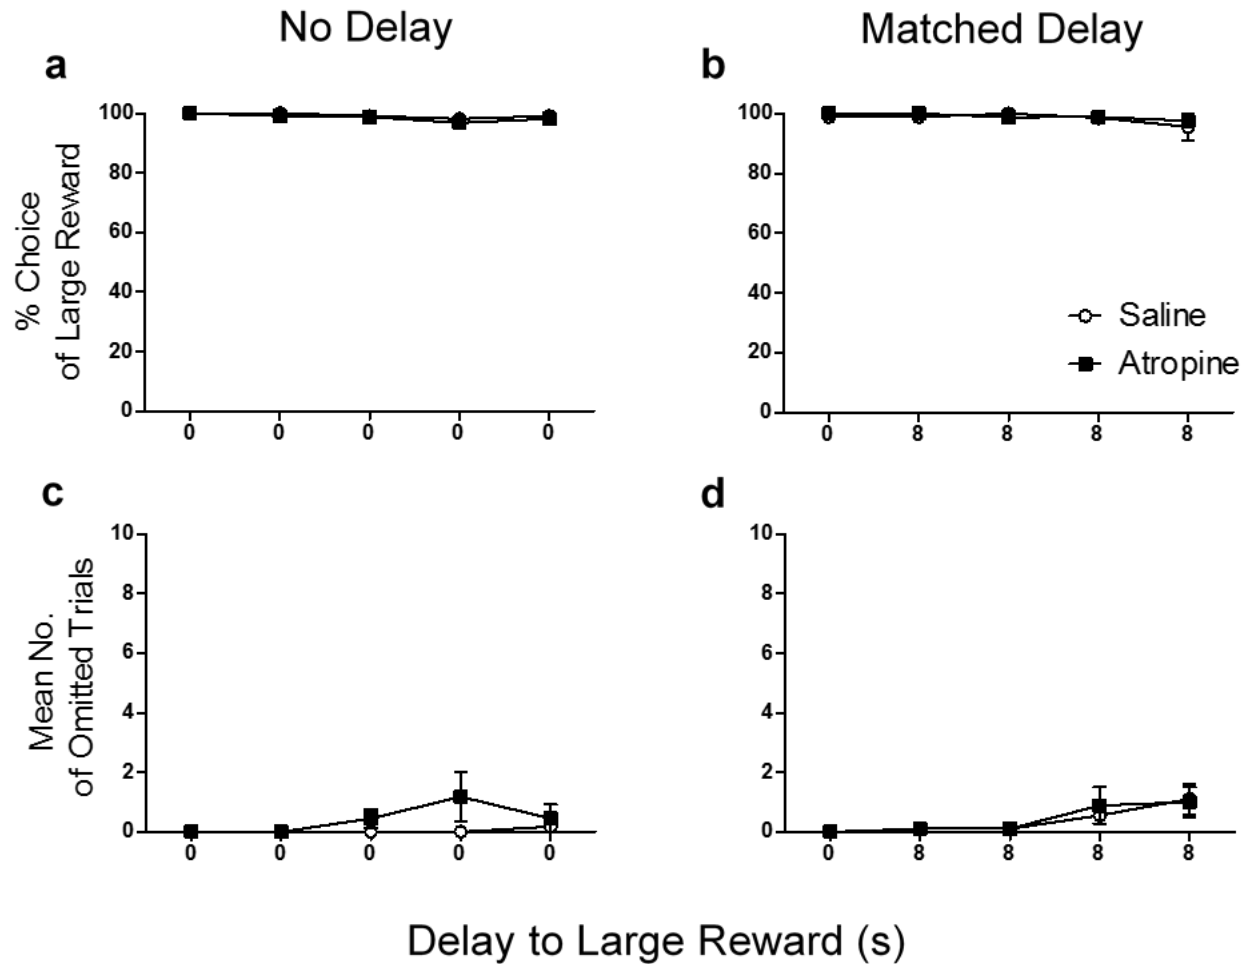 No Delay
Matched Delay
a
b
100
80
60
40
20
0
% Choice
of Large Reward
0 0 0 0 0
100
80
60
40
20
0
Saline
Atropine
0 8 8 8 8
c
d
10
8
6
4
2
0
Mean No.
of Omitted Trials
0 0 0 0 0
10
8
6
4
2
0
0 8 8 8 8
Delay to Large Reward (s)